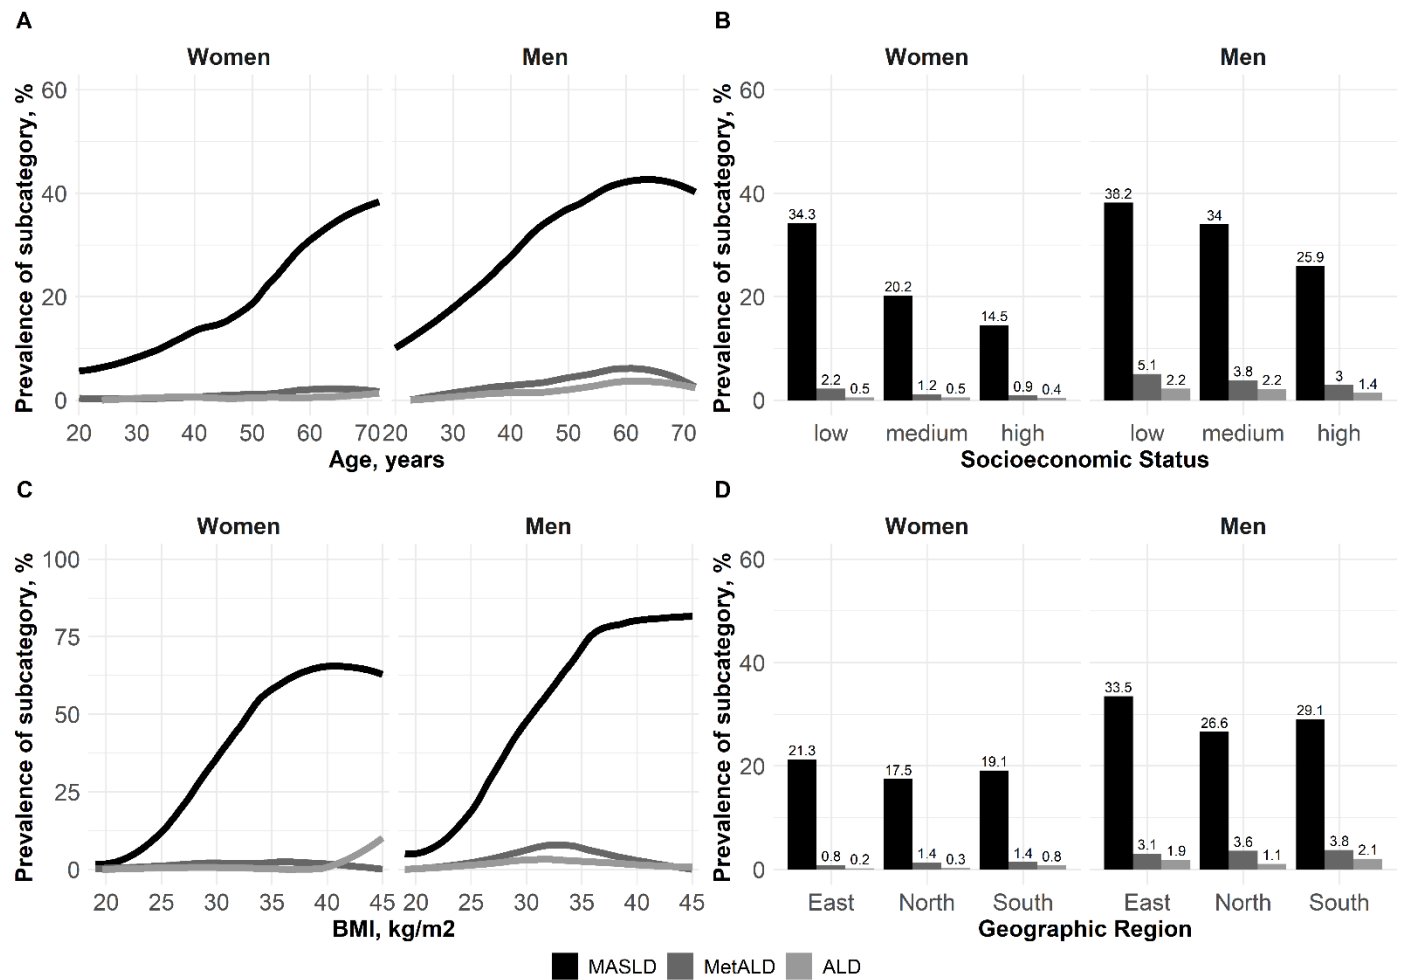 A
Women
Men
Prevalence of subcategory, %
60
40
20
0
20 30 40 50 60 70 20 30 40 50 60 70
Age, years
B
Women
Men
Prevalence of subcategory, %
60
40
20
0
34.3 2.2 0.5
20.2 1.2 0.5
14.5 0.9 0.4
38.2 5.1 2.2
34 3.8 2.2
25.9 3 1.4
low medium high low medium high
Socioeconomic Status
C
Women
Men
Prevalence of subcategory, %
100
75
50
25
0
20 25 30 35 40 45 20 25 30 35 40 45
BMI, kg/m2
D
Women
Men
Prevalence of subcategory, %
60
40
20
0
21.3 0.8 0.2
17.5 1.4 0.3
19.1 1.4 0.8
33.5 3.1 1.9
26.6 3.6 1.1
29.1 3.8 2.1
East North South East North South
Geographic Region
MASLD MetALD ALD